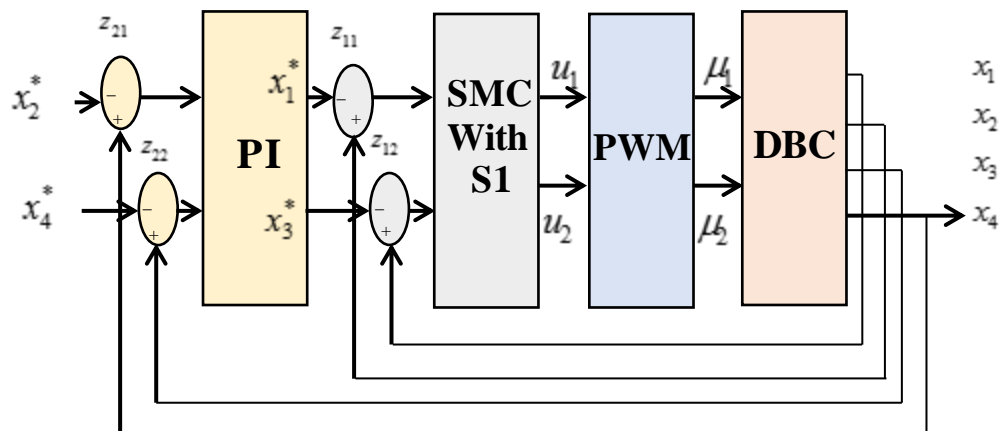 z₂₁
x₂*
−
+
z₂₂
x₄*
−
+
PI
x₁*
x₃*
z₁₁
−
+
z₁₂
−
+
SMC
With
S1
u₁
u₂
PWM
μ₁
μ₂
DBC
x₁
x₂
x₃
x₄